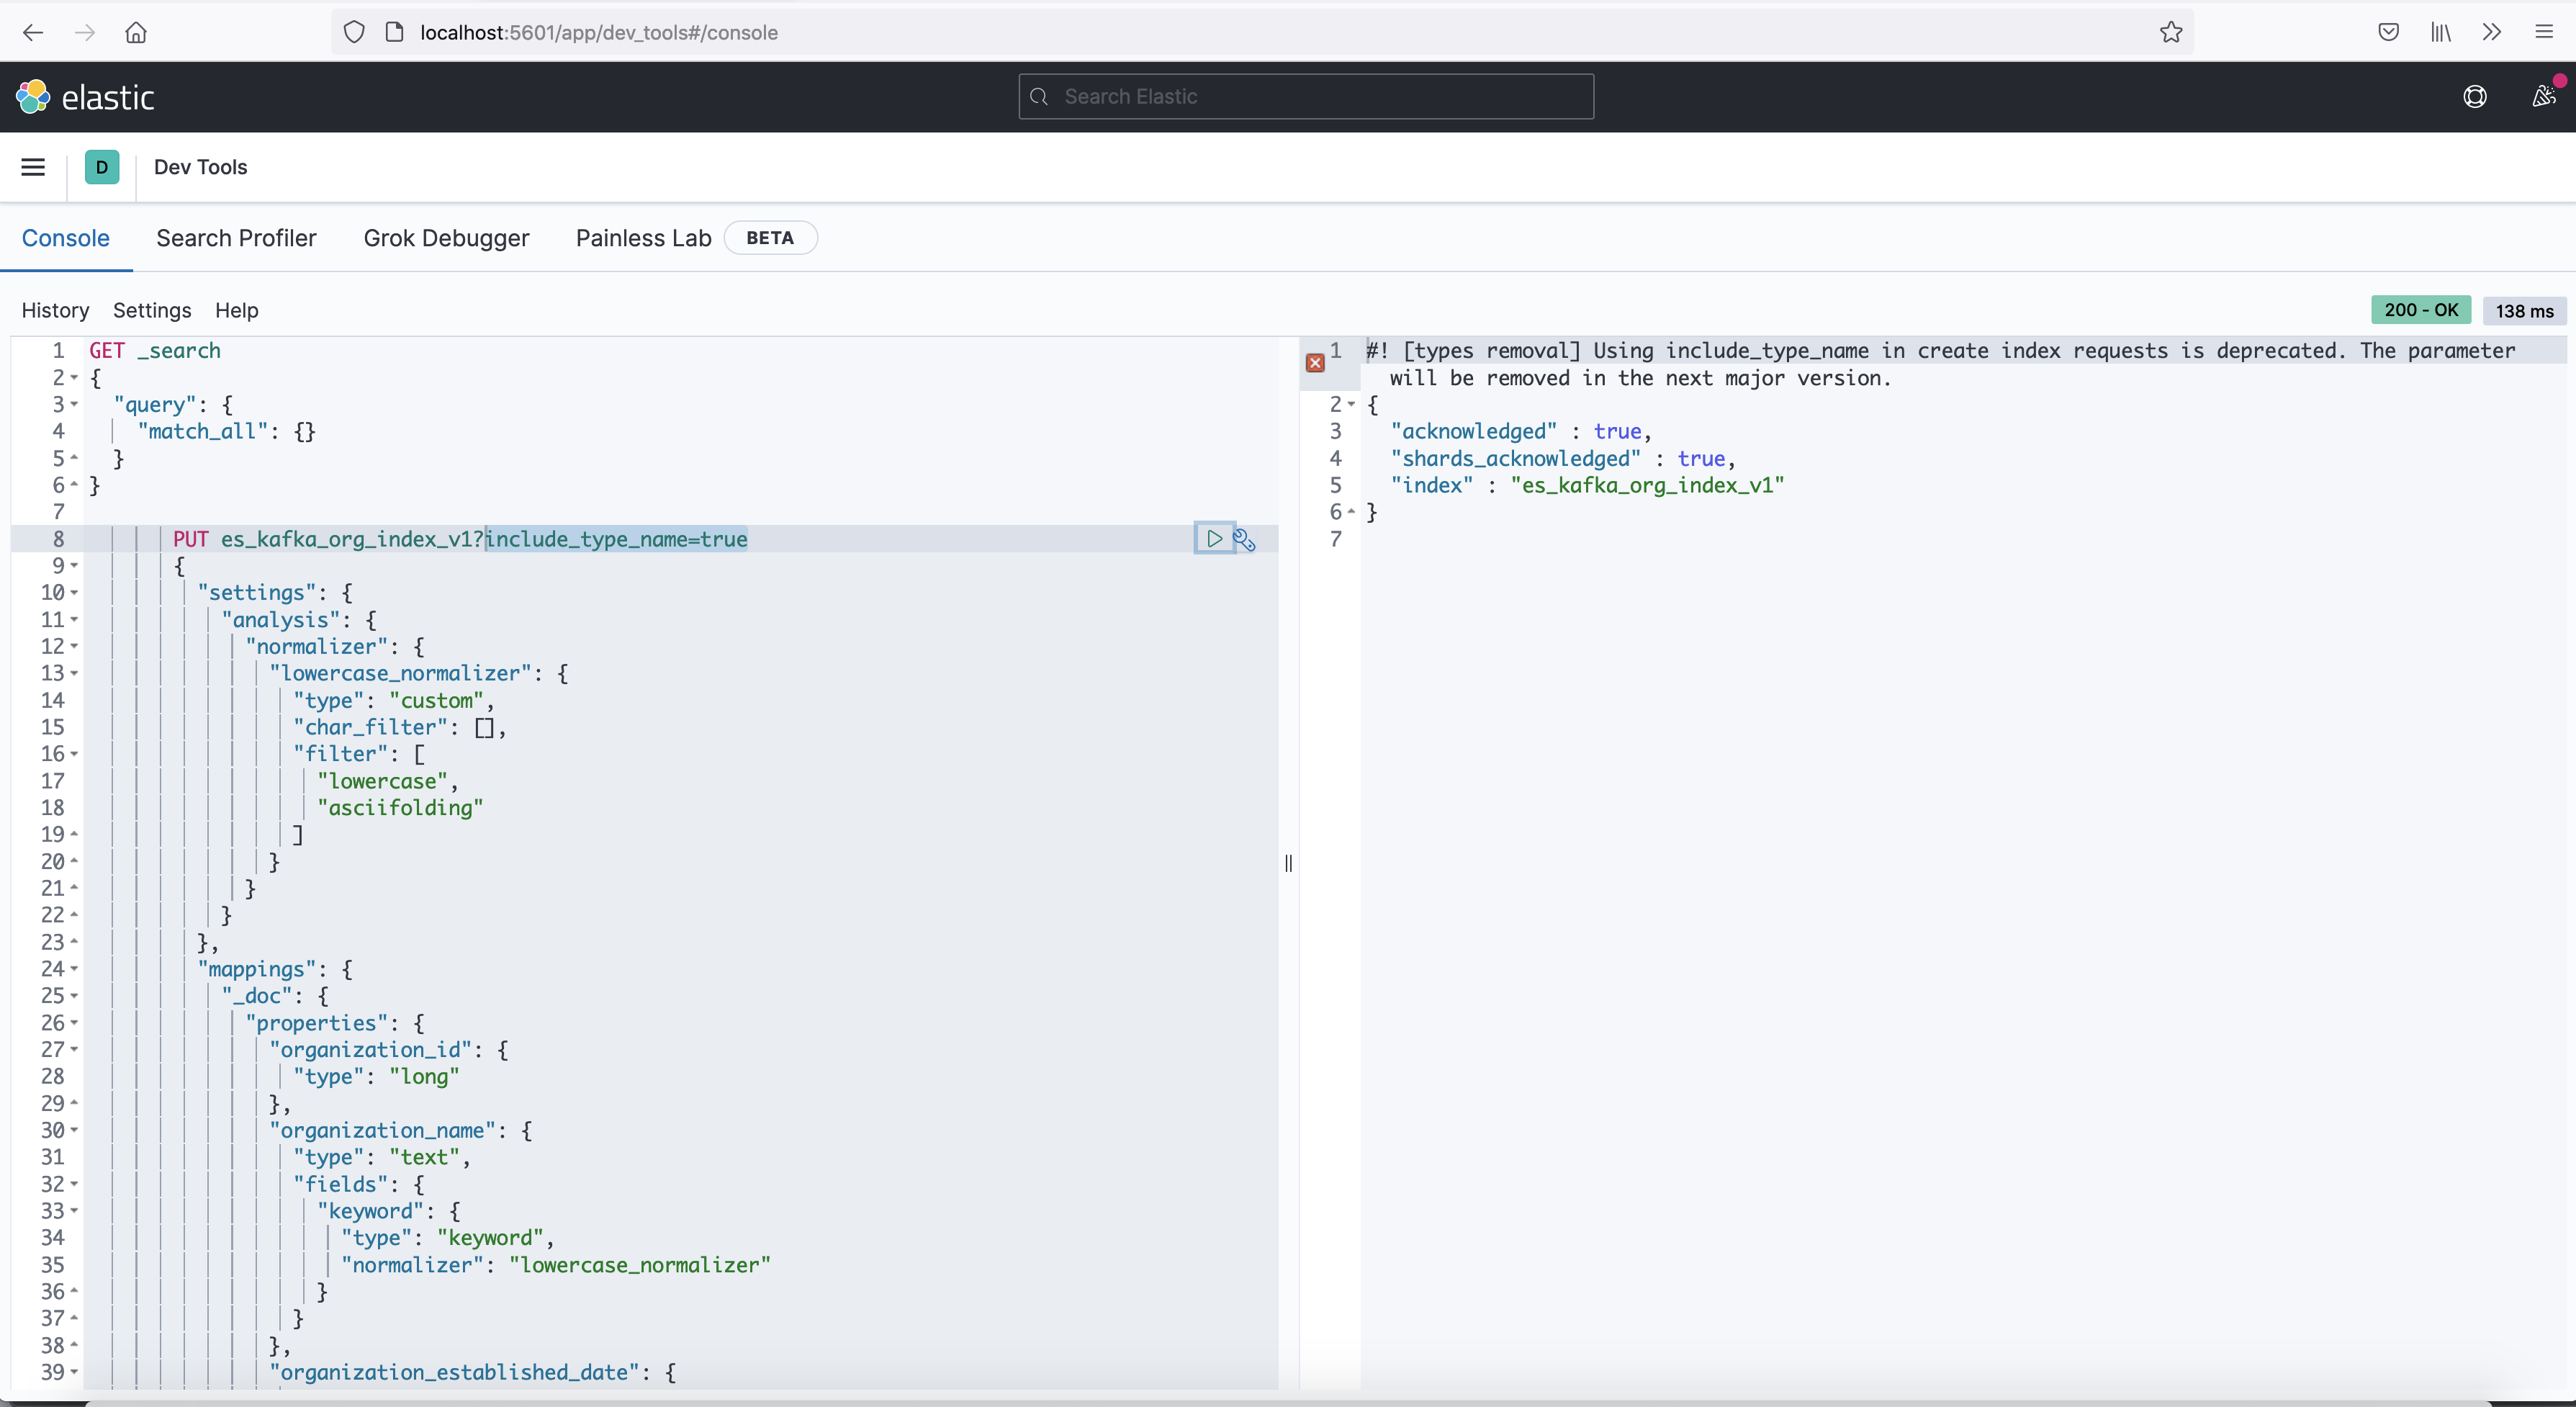 localhost:5601/app/dev_tools#/console
elastic
Search Elastic
D
Dev Tools
Console
Search Profiler
Grok Debugger
Painless Lab
BETA
History
Settings
Help
200 - OK
138 ms
1 GET _search
2 {
3 "query": {
4 "match_all": {}
5 }
6 }
7
8 PUT es_kafka_org_index_v1?include_type_name=true
9 {
10 "settings": {
11 "analysis": {
12 "normalizer": {
13 "lowercase_normalizer": {
14 "type": "custom",
15 "char_filter": [],
16 "filter": [
17 "lowercase",
18 "asciifolding"
19 ]
20 }
21 }
22 }
23 },
24 "mappings": {
25 "_doc": {
26 "properties": {
27 "organization_id": {
28 "type": "long"
29 },
30 "organization_name": {
31 "type": "text",
32 "fields": {
33 "keyword": {
34 "type": "keyword",
35 "normalizer": "lowercase_normalizer"
36 }
37 }
38 },
39 "organization_established_date": {
1 #! [types removal] Using include_type_name in create index requests is deprecated. The parameter
will be removed in the next major version.
2 {
3 "acknowledged" : true,
4 "shards_acknowledged" : true,
5 "index" : "es_kafka_org_index_v1"
6 }
7